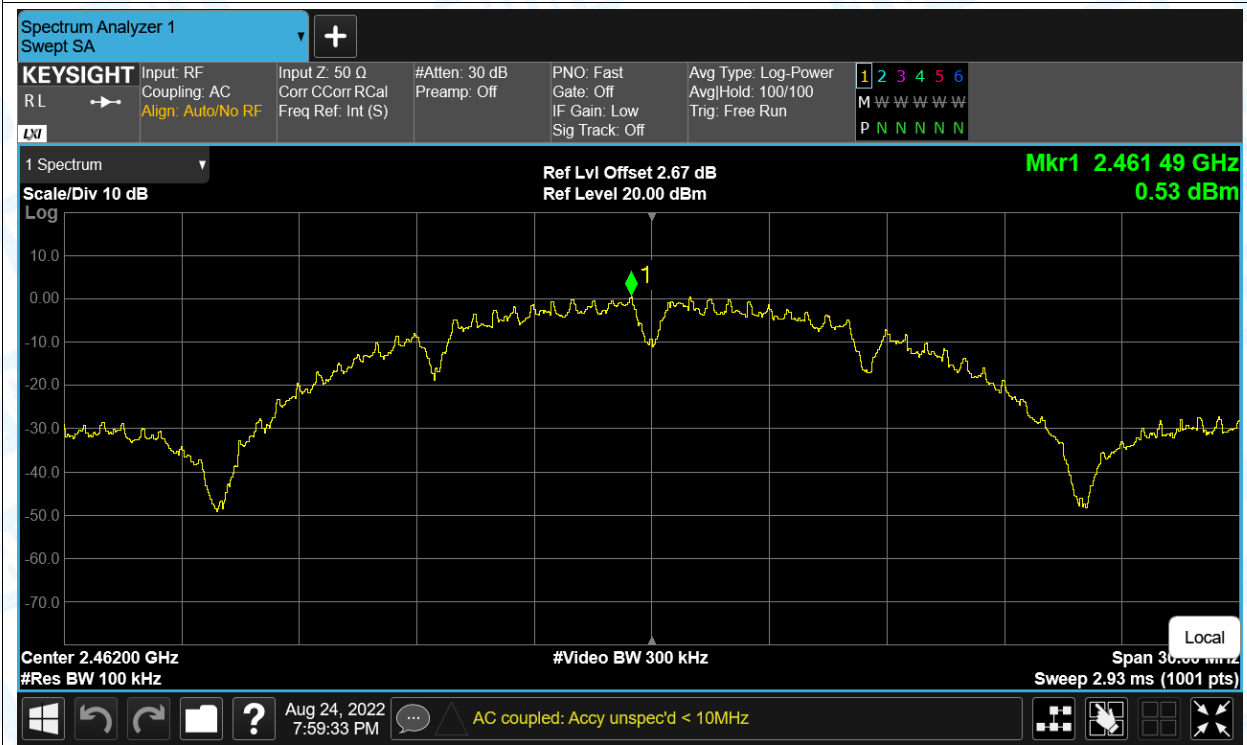 Spectrum Analyzer 1
Swept SA
KEYSIGHT
R L
LXI
Input: RF
Coupling: AC
Align: Auto/No RF
Input Z: 50 Ω
Corr CCorr RCal
Freq Ref: Int (S)
#Atten: 30 dB
Preamp: Off
PNO: Fast
Gate: Off
IF Gain: Low
Sig Track: Off
Avg Type: Log-Power
Avg|Hold: 100/100
Trig: Free Run
1 2 3 4 5 6
M W W W W W
P N N N N N
1 Spectrum
Scale/Div 10 dB
Log
Ref Lvl Offset 2.67 dB
Ref Level 20.00 dBm
Mkr1 2.461 49 GHz
0.53 dBm
1
10.0
0.00
-10.0
-20.0
-30.0
-40.0
-50.0
-60.0
-70.0
Local
Center 2.46200 GHz
#Video BW 300 kHz
Span 30.00 MHz
#Res BW 100 kHz
Sweep 2.93 ms (1001 pts)
?
Aug 24, 2022
7:59:33 PM
AC coupled: Accy unspec'd < 10MHz